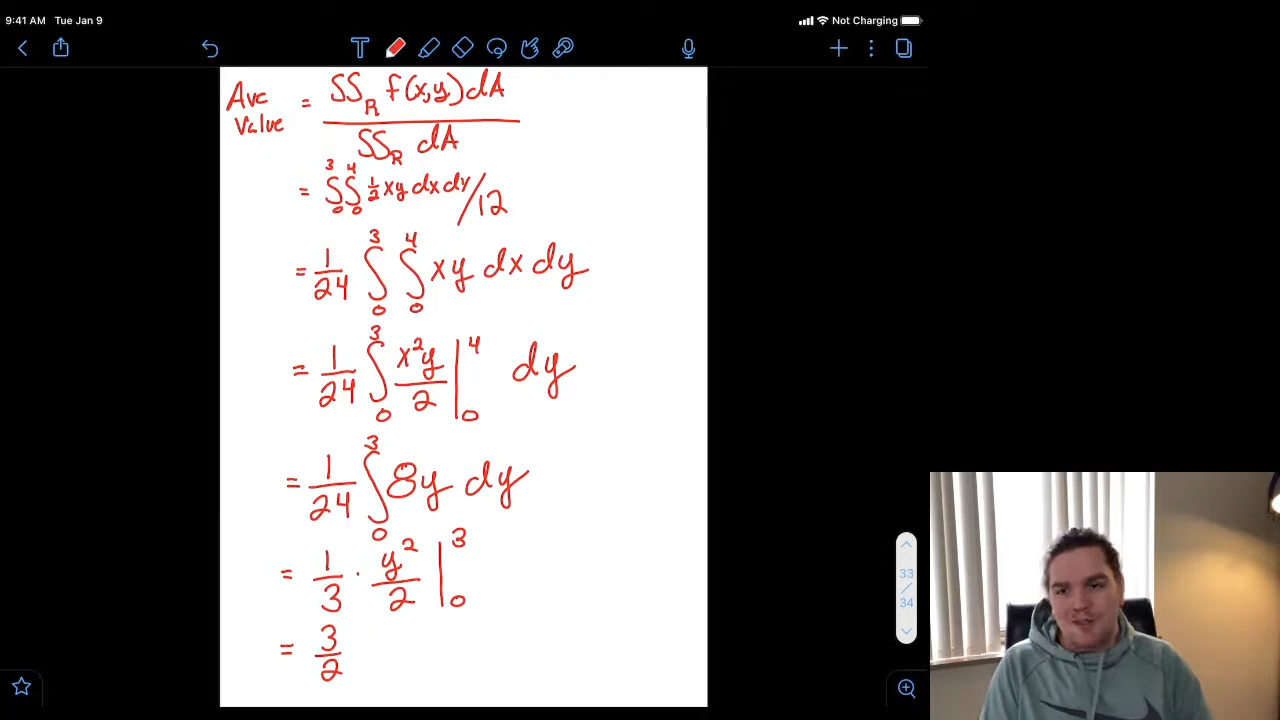 9:41 AM Tue Jan 9
Not Charging
T
Ave Value = ∬_R f(x,y) dA / ∬_R dA
= ∫_0^3 ∫_0^4 1/2 xy dx dy / 12
= 1/24 ∫_0^3 ∫_0^4 xy dx dy
= 1/24 ∫_0^3 x^2y/2 |_0^4 dy
= 1/24 ∫_0^3 8y dy
= 1/3 · y^2/2 |_0^3
= 3/2
33
/
34